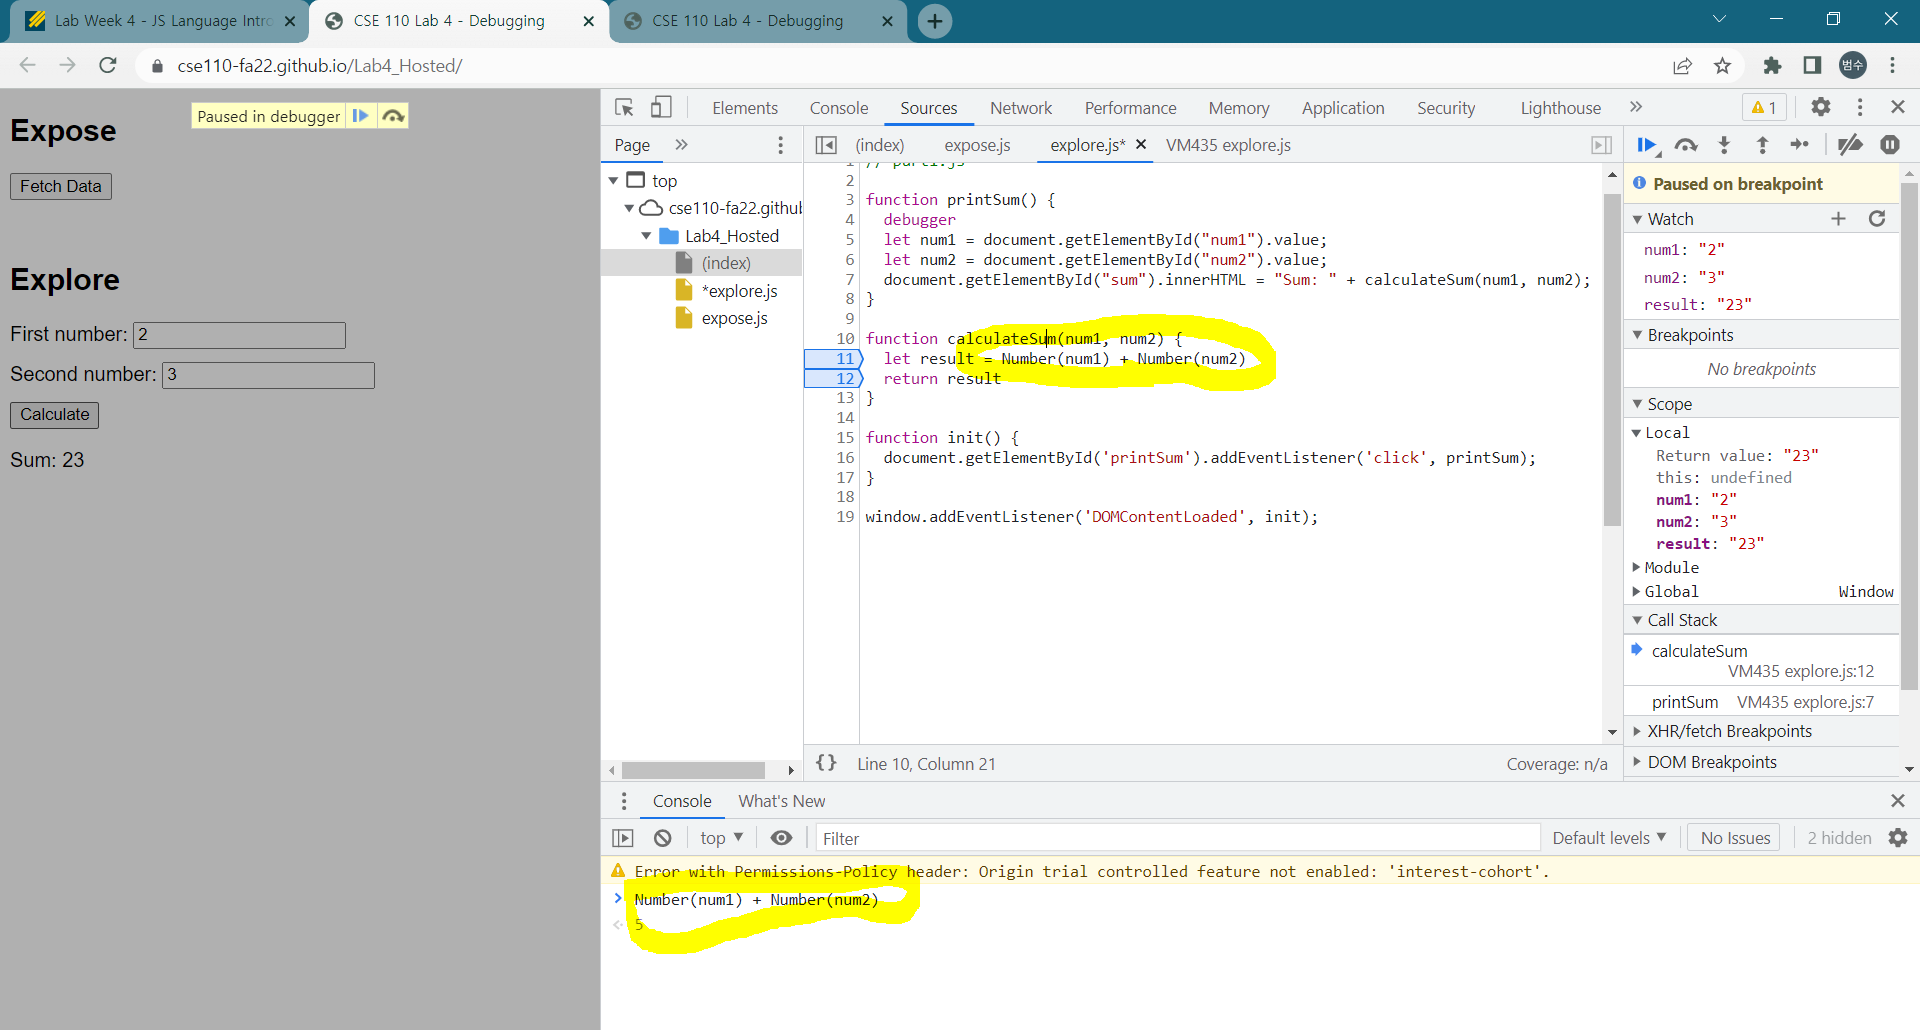 Lab Week 4 - JS Language Intro
CSE 110 Lab 4 - Debugging
CSE 110 Lab 4 - Debugging
cse110-fa22.github.io/Lab4_Hosted/
범수
Paused in debugger
Expose
Fetch Data
Explore
First number: 2
Second number: 3
Calculate
Sum: 23
Elements Console Sources Network Performance Memory Application Security Lighthouse » 1
Page »
top
cse110-fa22.githul
Lab4_Hosted
(index)
*explore.js
expose.js
(index) expose.js explore.js* VM435 explore.js
1 // part1.js
2
3 function printSum() {
4 debugger
5 let num1 = document.getElementById("num1").value;
6 let num2 = document.getElementById("num2").value;
7 document.getElementById("sum").innerHTML = "Sum: " + calculateSum(num1, num2);
8 }
9
10 function calculateSum(num1, num2) {
11 let result = Number(num1) + Number(num2)
12 return result
13 }
14
15 function init() {
16 document.getElementById('printSum').addEventListener('click', printSum);
17 }
18
19 window.addEventListener('DOMContentLoaded', init);
{} Line 10, Column 21 Coverage: n/a
Paused on breakpoint
Watch
num1: "2"
num2: "3"
result: "23"
Breakpoints
No breakpoints
Scope
Local
Return value: "23"
this: undefined
num1: "2"
num2: "3"
result: "23"
Module
Global Window
Call Stack
calculateSum
VM435 explore.js:12
printSum VM435 explore.js:7
XHR/fetch Breakpoints
DOM Breakpoints
Console What's New
top Filter Default levels No Issues 2 hidden
Error with Permissions-Policy header: Origin trial controlled feature not enabled: 'interest-cohort'.
Number(num1) + Number(num2)
5